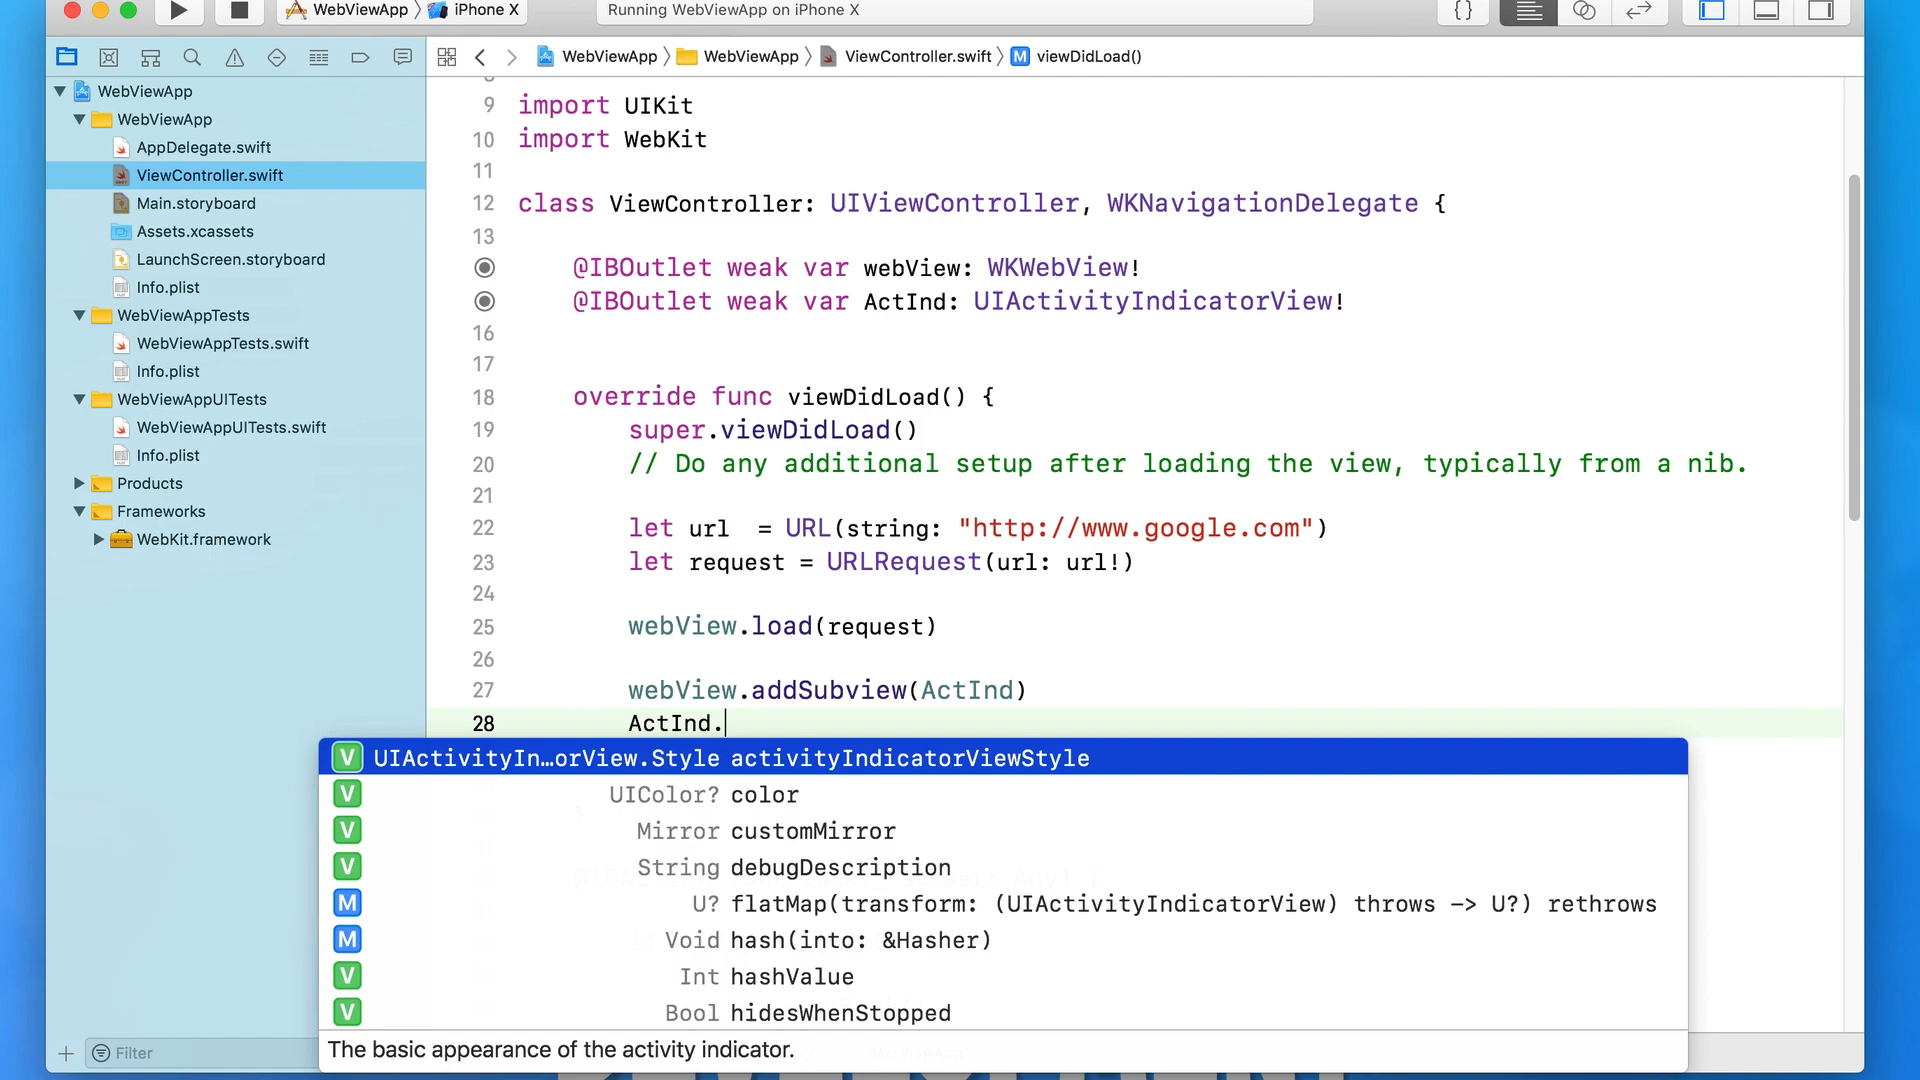 WebViewApp 〉 iPhone X
Running WebViewApp on iPhone X
{ }
WebViewApp 〉 WebViewApp 〉 ViewController.swift 〉 M viewDidLoad()
WebViewApp
WebViewApp
AppDelegate.swift
ViewController.swift
Main.storyboard
Assets.xcassets
LaunchScreen.storyboard
Info.plist
WebViewAppTests
WebViewAppTests.swift
Info.plist
WebViewAppUITests
WebViewAppUITests.swift
Info.plist
Products
Frameworks
WebKit.framework
Filter
9 import UIKit
10 import WebKit
11
12 class ViewController: UIViewController, WKNavigationDelegate {
13
@IBOutlet weak var webView: WKWebView!
@IBOutlet weak var ActInd: UIActivityIndicatorView!
16
17
18 override func viewDidLoad() {
19 super.viewDidLoad()
20 // Do any additional setup after loading the view, typically from a nib.
21
22 let url  = URL(string: "http://www.google.com")
23 let request = URLRequest(url: url!)
24
25 webView.load(request)
26
27 webView.addSubview(ActInd)
28 ActInd.
V UIActivityIn…orView.Style activityIndicatorViewStyle
V UIColor? color
V Mirror customMirror
V String debugDescription
M U? flatMap(transform: (UIActivityIndicatorView) throws -> U?) rethrows
M Void hash(into: &Hasher)
V Int hashValue
V Bool hidesWhenStopped
The basic appearance of the activity indicator.